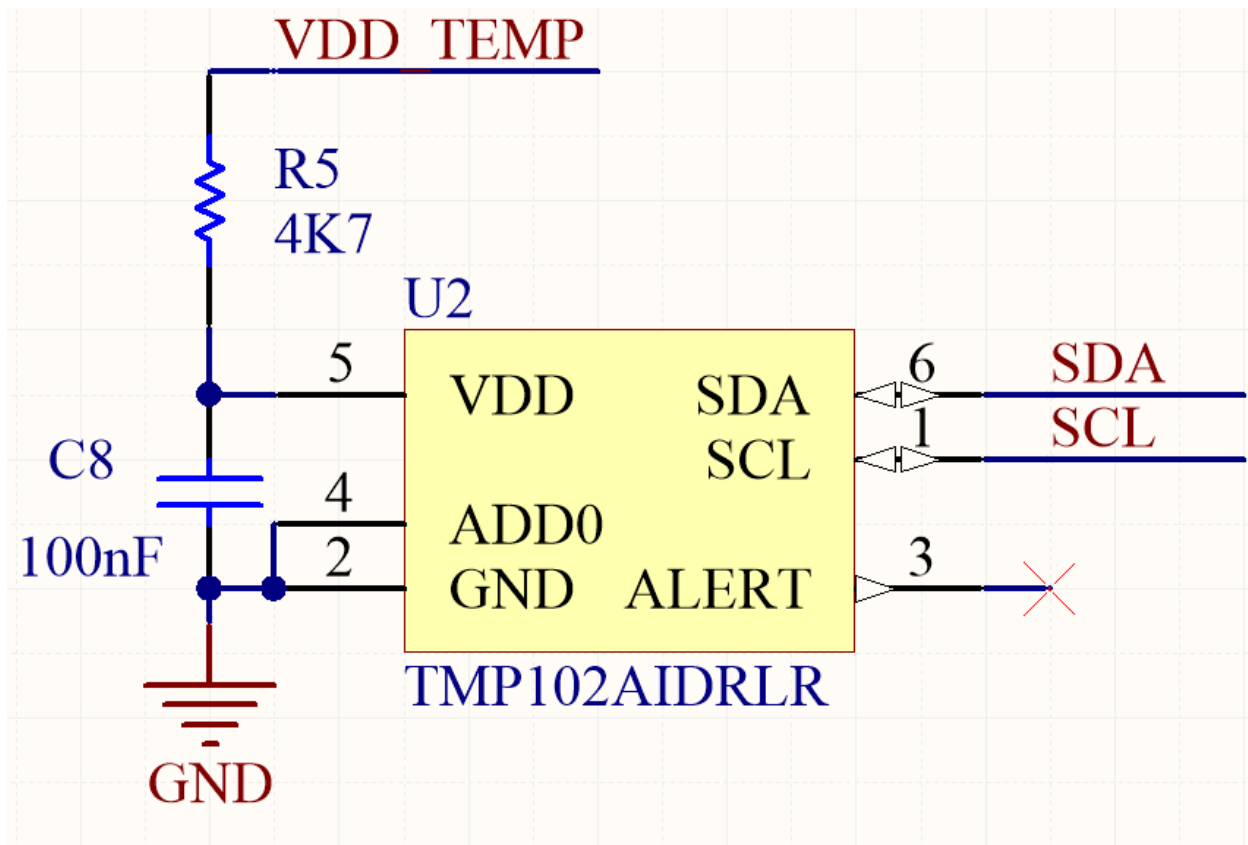 VDD_TEMP
R5
4K7
U2
5
VDD
SDA
6
SDA
C8
SCL
1
SCL
4
ADD0
100nF
2
GND
ALERT
3
TMP102AIDRLR
GND